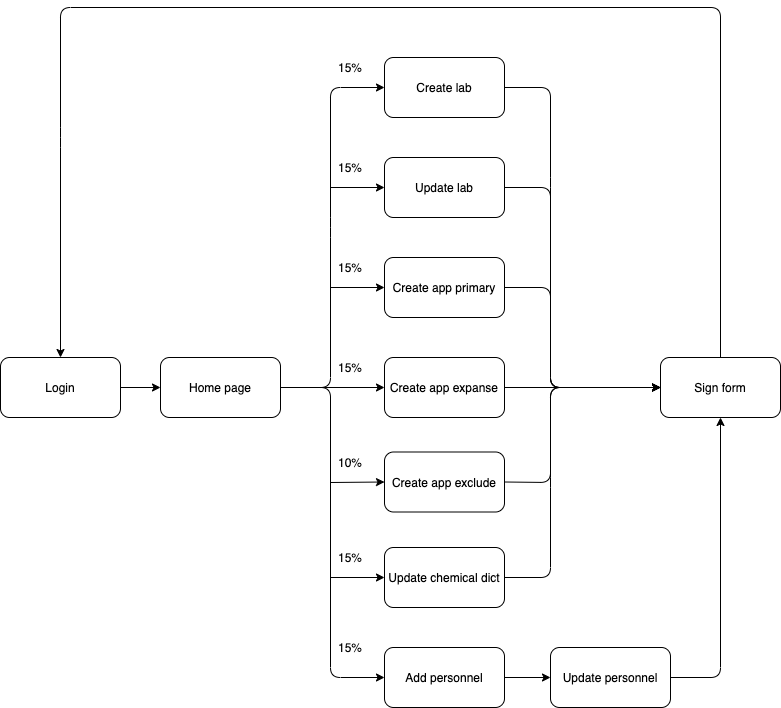 15%
Create lab
15%
Update lab
15%
Create app primary
15%
Login
Home page
Create app expanse
Sign form
10%
Create app exclude
15%
Update chemical dict
15%
Add personnel
Update personnel